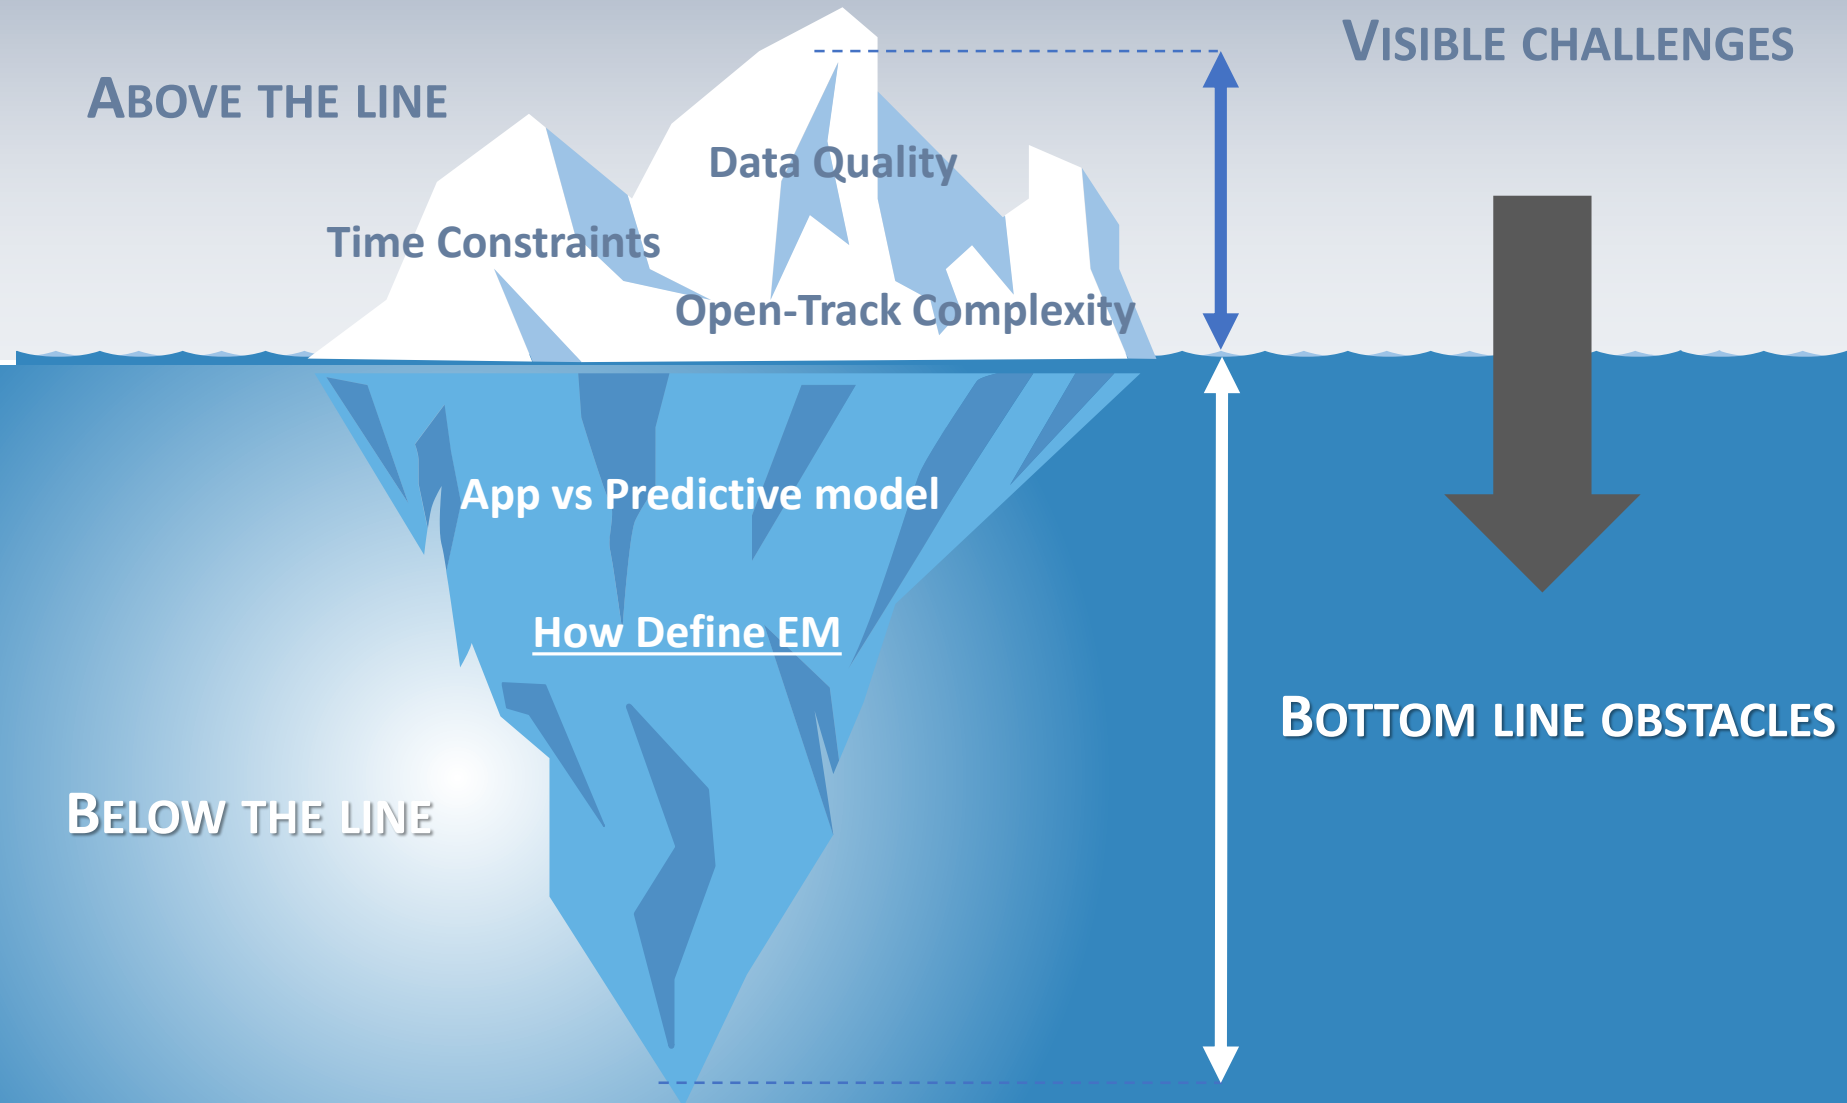 VISIBLE CHALLENGES
ABOVE THE LINE
Data Quality
Time Constraints
Open-Track Complexity
App vs Predictive model
How Define EM
BOTTOM LINE OBSTACLES
BELOW THE LINE